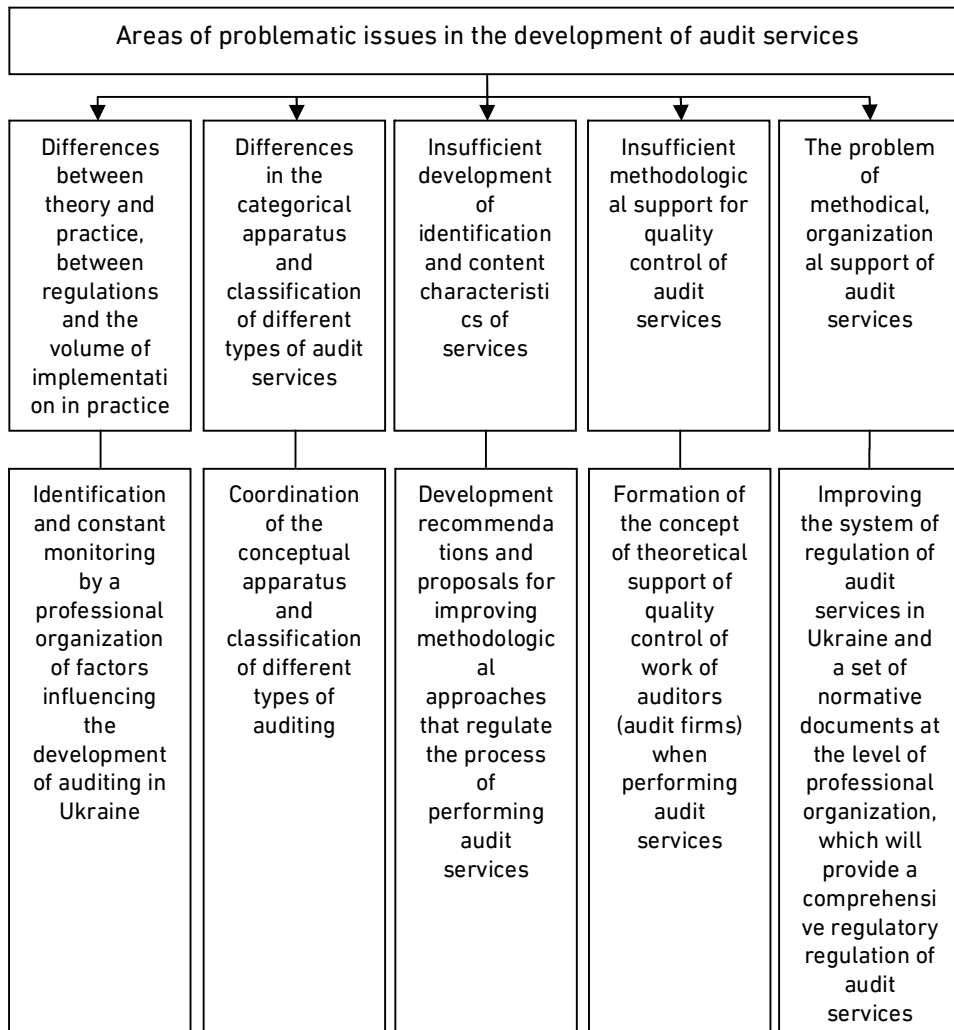 Areas of problematic issues in the development of audit services
Differences
between
theory and
practice,
between
regulations
and the
volume of
implementati
on in practice
Differences
in the
categorical
apparatus
and
classification
of different
types of audit
services
Insufficient
development
of
identification
and content
characteristi
cs of
services
Insufficient
methodologic
al support for
quality
control of
audit
services
The problem
of
methodical,
organization
al support of
audit
services
Identification
and constant
monitoring
by a
professional
organization
of factors
influencing
the
development
of auditing in
Ukraine
Coordination
of the
conceptual
apparatus
and
classification
of different
types of
auditing
Development
recommenda
tions and
proposals for
improving
methodologic
al
approaches
that regulate
the process
of
performing
audit
services
Formation of
the concept
of theoretical
support of
quality
control of
work of
auditors
(audit firms)
when
performing
audit
services
Improving
the system of
regulation of
audit
services in
Ukraine and
a set of
normative
documents at
the level of
professional
organization,
which will
provide a
comprehensi
ve regulatory
regulation of
audit
services